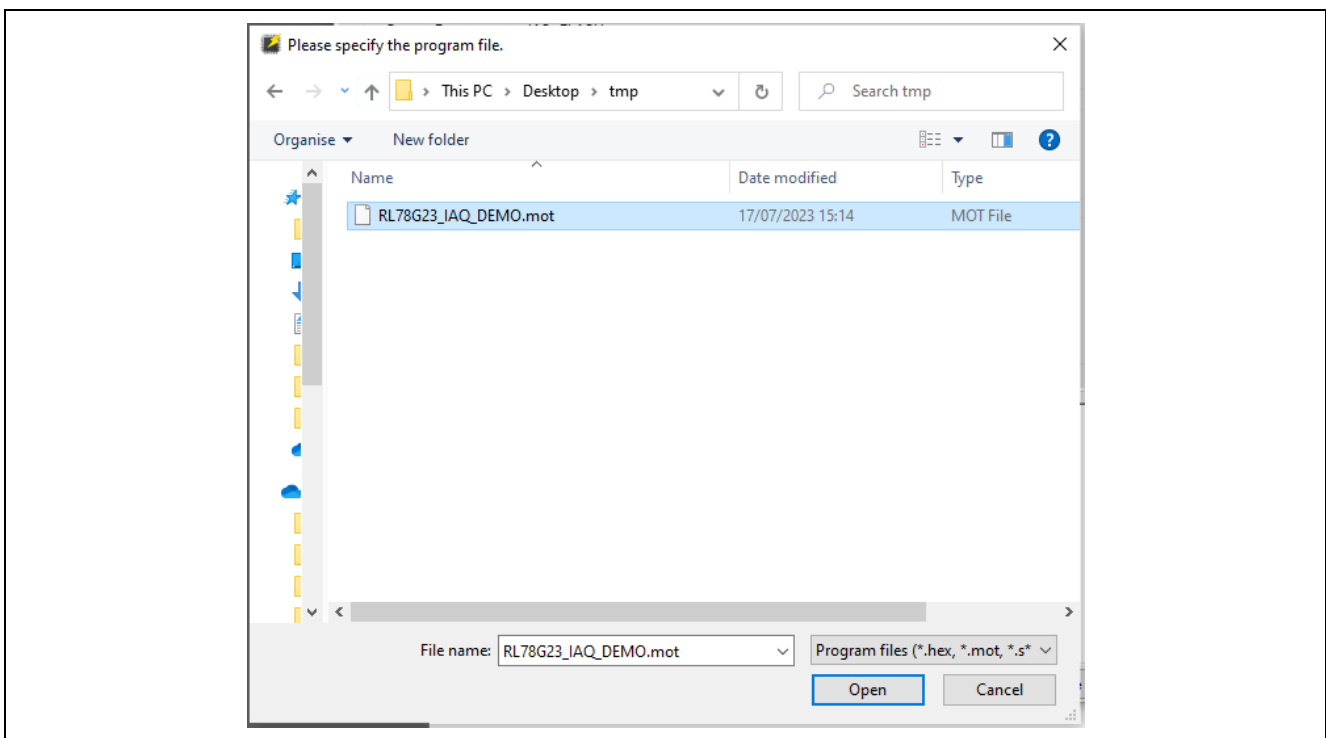 Please specify the program file.
> This PC > Desktop > tmp
Search tmp
Organise
New folder
Name
Date modified
Type
RL78G23_IAQ_DEMO.mot
17/07/2023 15:14
MOT File
File name:
RL78G23_IAQ_DEMO.mot
Program files (*.hex, *.mot, *.s*
Open
Cancel